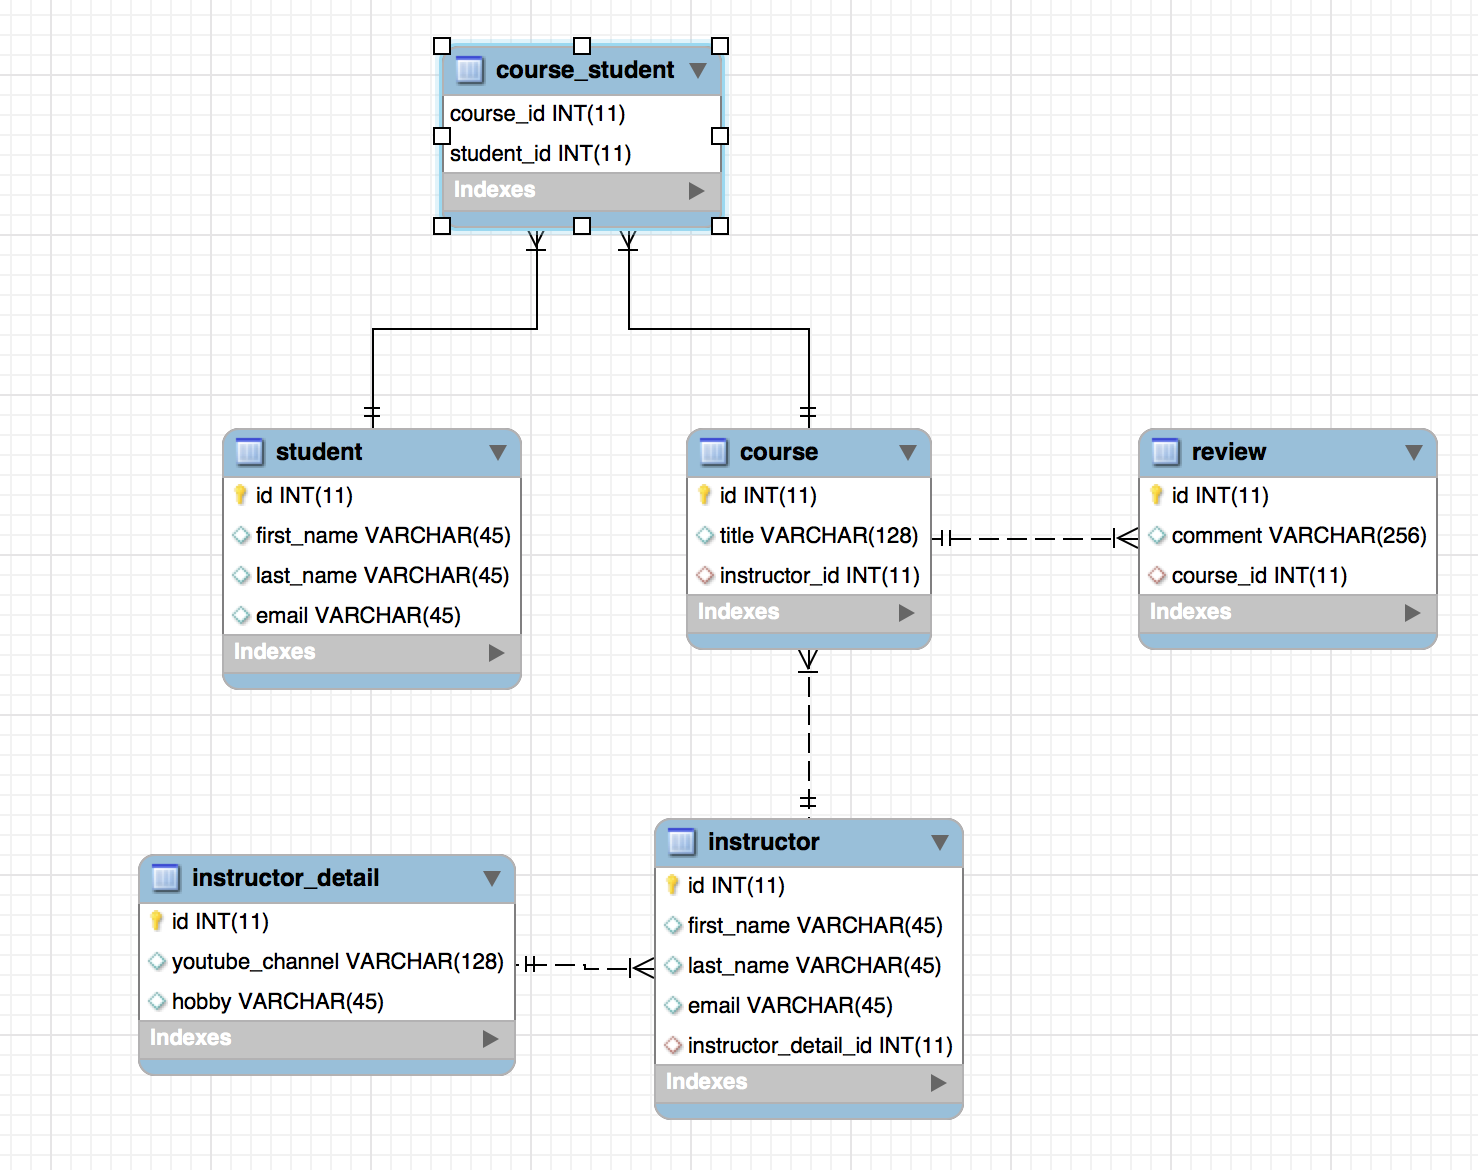 course_student
course_id INT(11)
student_id INT(11)
Indexes
student
id INT(11)
first_name VARCHAR(45)
last_name VARCHAR(45)
email VARCHAR(45)
Indexes
course
id INT(11)
title VARCHAR(128)
instructor_id INT(11)
Indexes
review
id INT(11)
comment VARCHAR(256)
course_id INT(11)
Indexes
instructor_detail
id INT(11)
youtube_channel VARCHAR(128)
hobby VARCHAR(45)
Indexes
instructor
id INT(11)
first_name VARCHAR(45)
last_name VARCHAR(45)
email VARCHAR(45)
instructor_detail_id INT(11)
Indexes